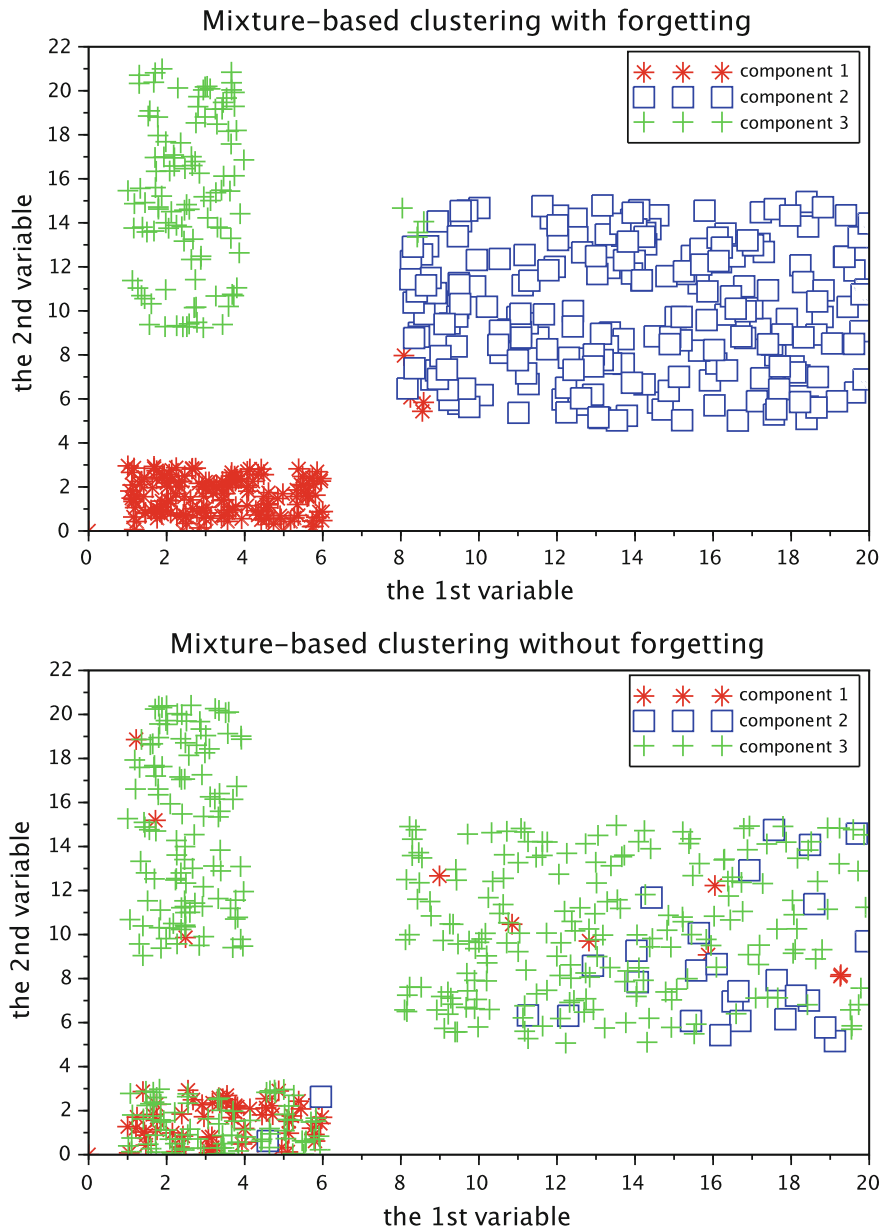 Mixture–based clustering with forgetting
22
20
18
16
14
12
10
8
6
4
2
0
the 2nd variable
component 1
component 2
component 3
0 2 4 6 8 10 12 14 16 18 20
the 1st variable
Mixture–based clustering without forgetting
22
20
18
16
14
12
10
8
6
4
2
0
the 2nd variable
component 1
component 2
component 3
0 2 4 6 8 10 12 14 16 18 20
the 1st variable